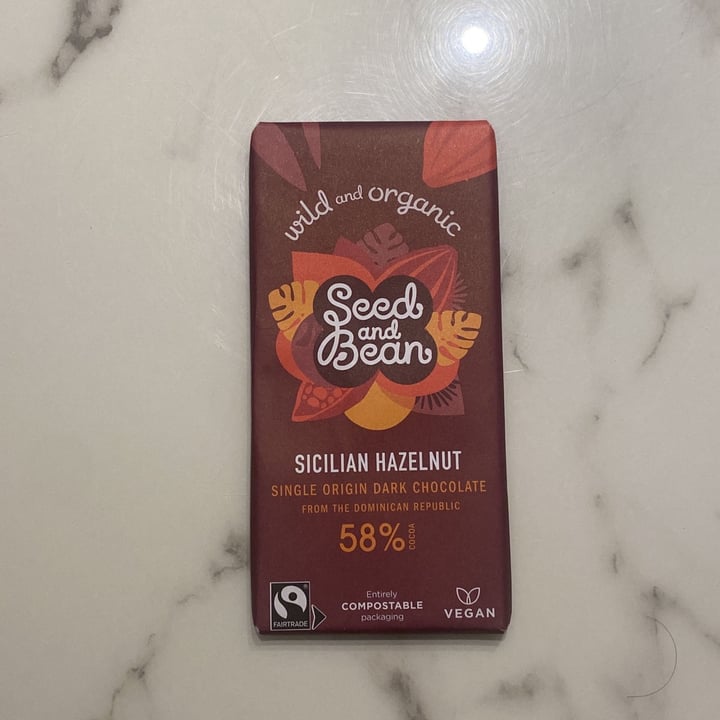 wild and organic
Seed
and
Bean
SICILIAN HAZELNUT
SINGLE ORIGIN DARK CHOCOLATE
FROM THE DOMINICAN REPUBLIC
58% COCOA
FAIRTRADE
Entirely
COMPOSTABLE
packaging
VEGAN